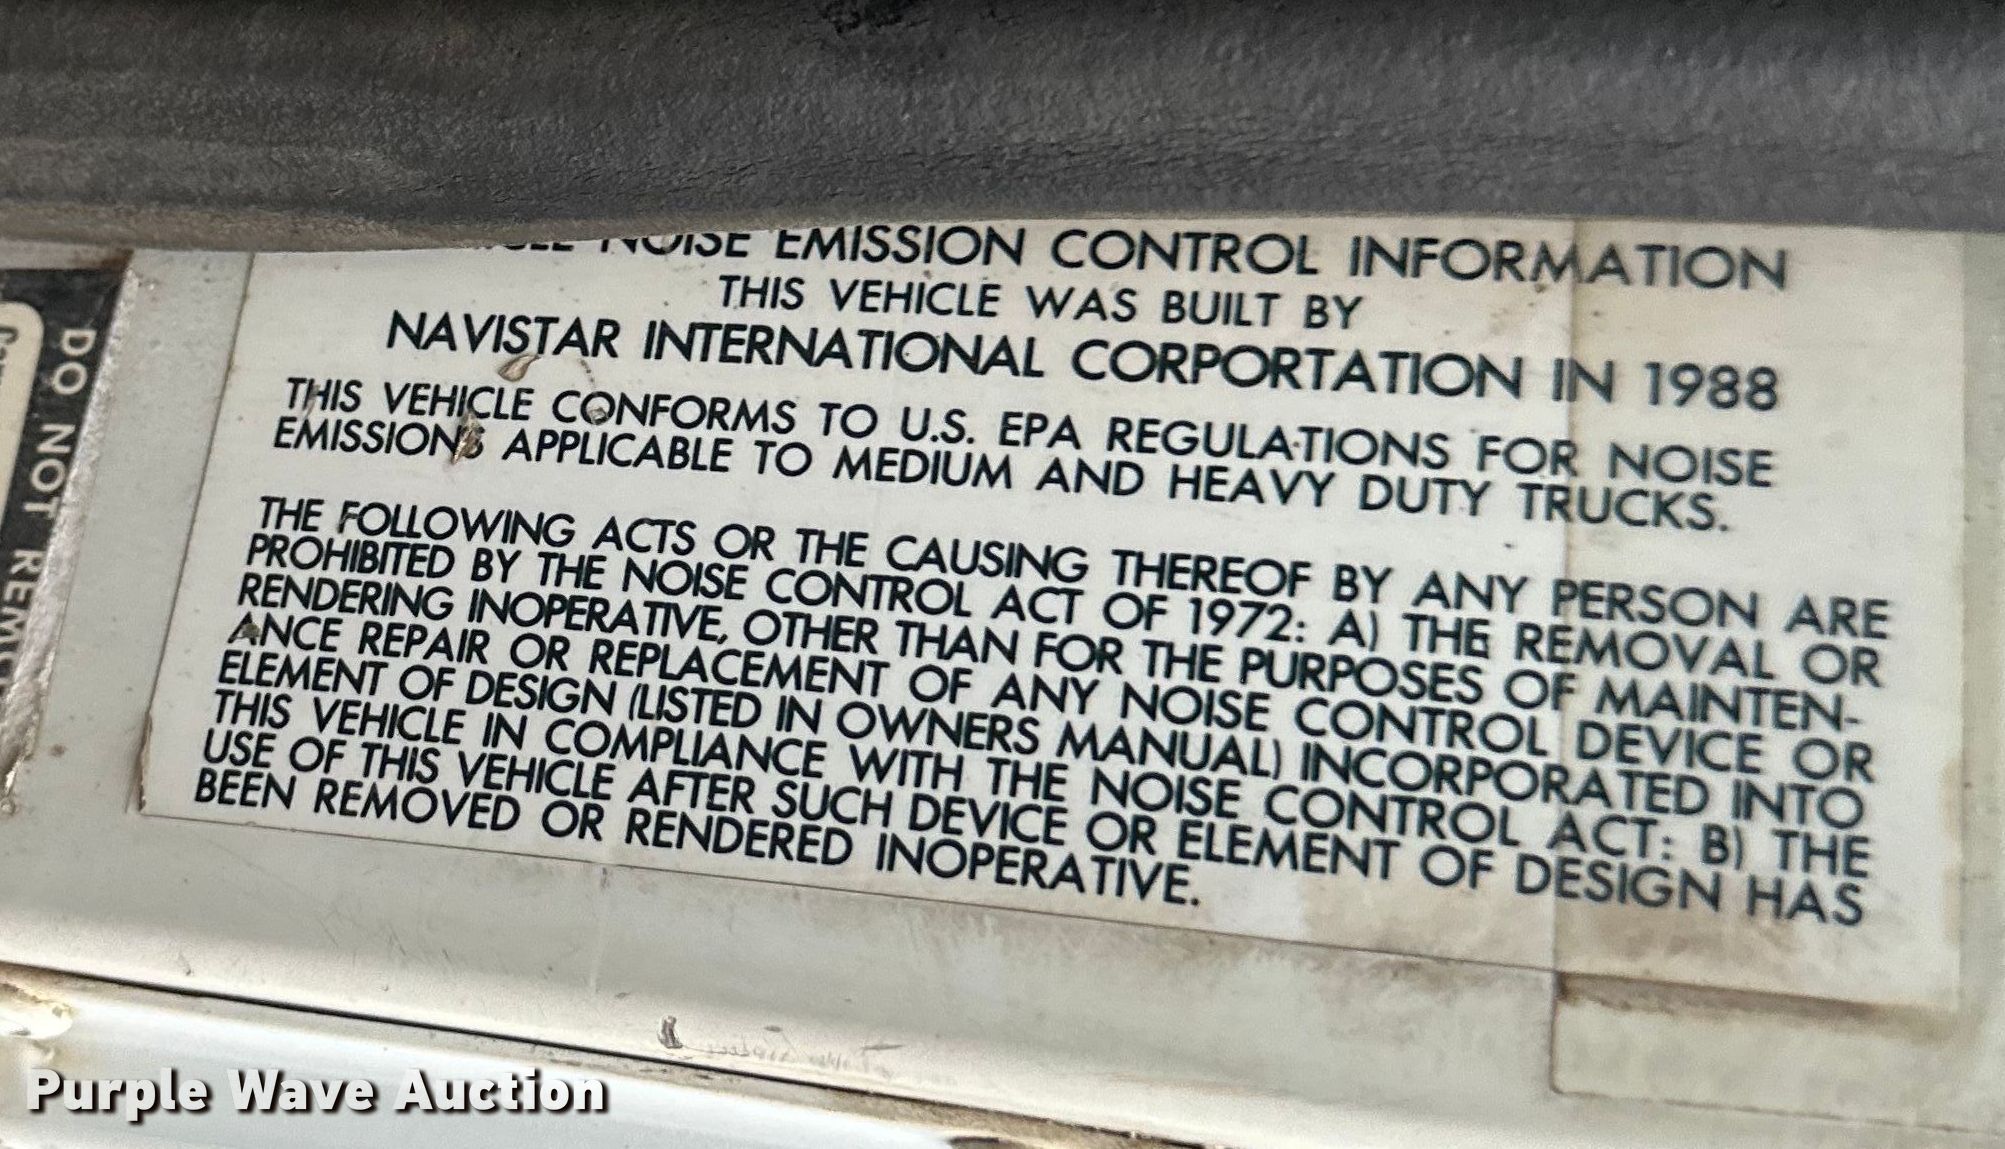 NOISE EMISSION CONTROL INFORMATION
THIS VEHICLE WAS BUILT BY
NAVISTAR INTERNATIONAL CORPORTATION IN 1988
THIS VEHICLE CONFORMS TO U.S. EPA REGULATIONS FOR NOISE
EMISSIONS APPLICABLE TO MEDIUM AND HEAVY DUTY TRUCKS.
THE FOLLOWING ACTS OR THE CAUSING THEREOF BY ANY PERSON ARE
PROHIBITED BY THE NOISE CONTROL ACT OF 1972: A) THE REMOVAL OR
RENDERING INOPERATIVE, OTHER THAN FOR THE PURPOSES OF MAINTEN-
ANCE REPAIR OR REPLACEMENT OF ANY NOISE CONTROL DEVICE OR
ELEMENT OF DESIGN (LISTED IN OWNERS MANUAL) INCORPORATED INTO
THIS VEHICLE IN COMPLIANCE WITH THE NOISE CONTROL ACT: B) THE
USE OF THIS VEHICLE AFTER SUCH DEVICE OR ELEMENT OF DESIGN HAS
BEEN REMOVED OR RENDERED INOPERATIVE.
DO NOT
Purple Wave Auction